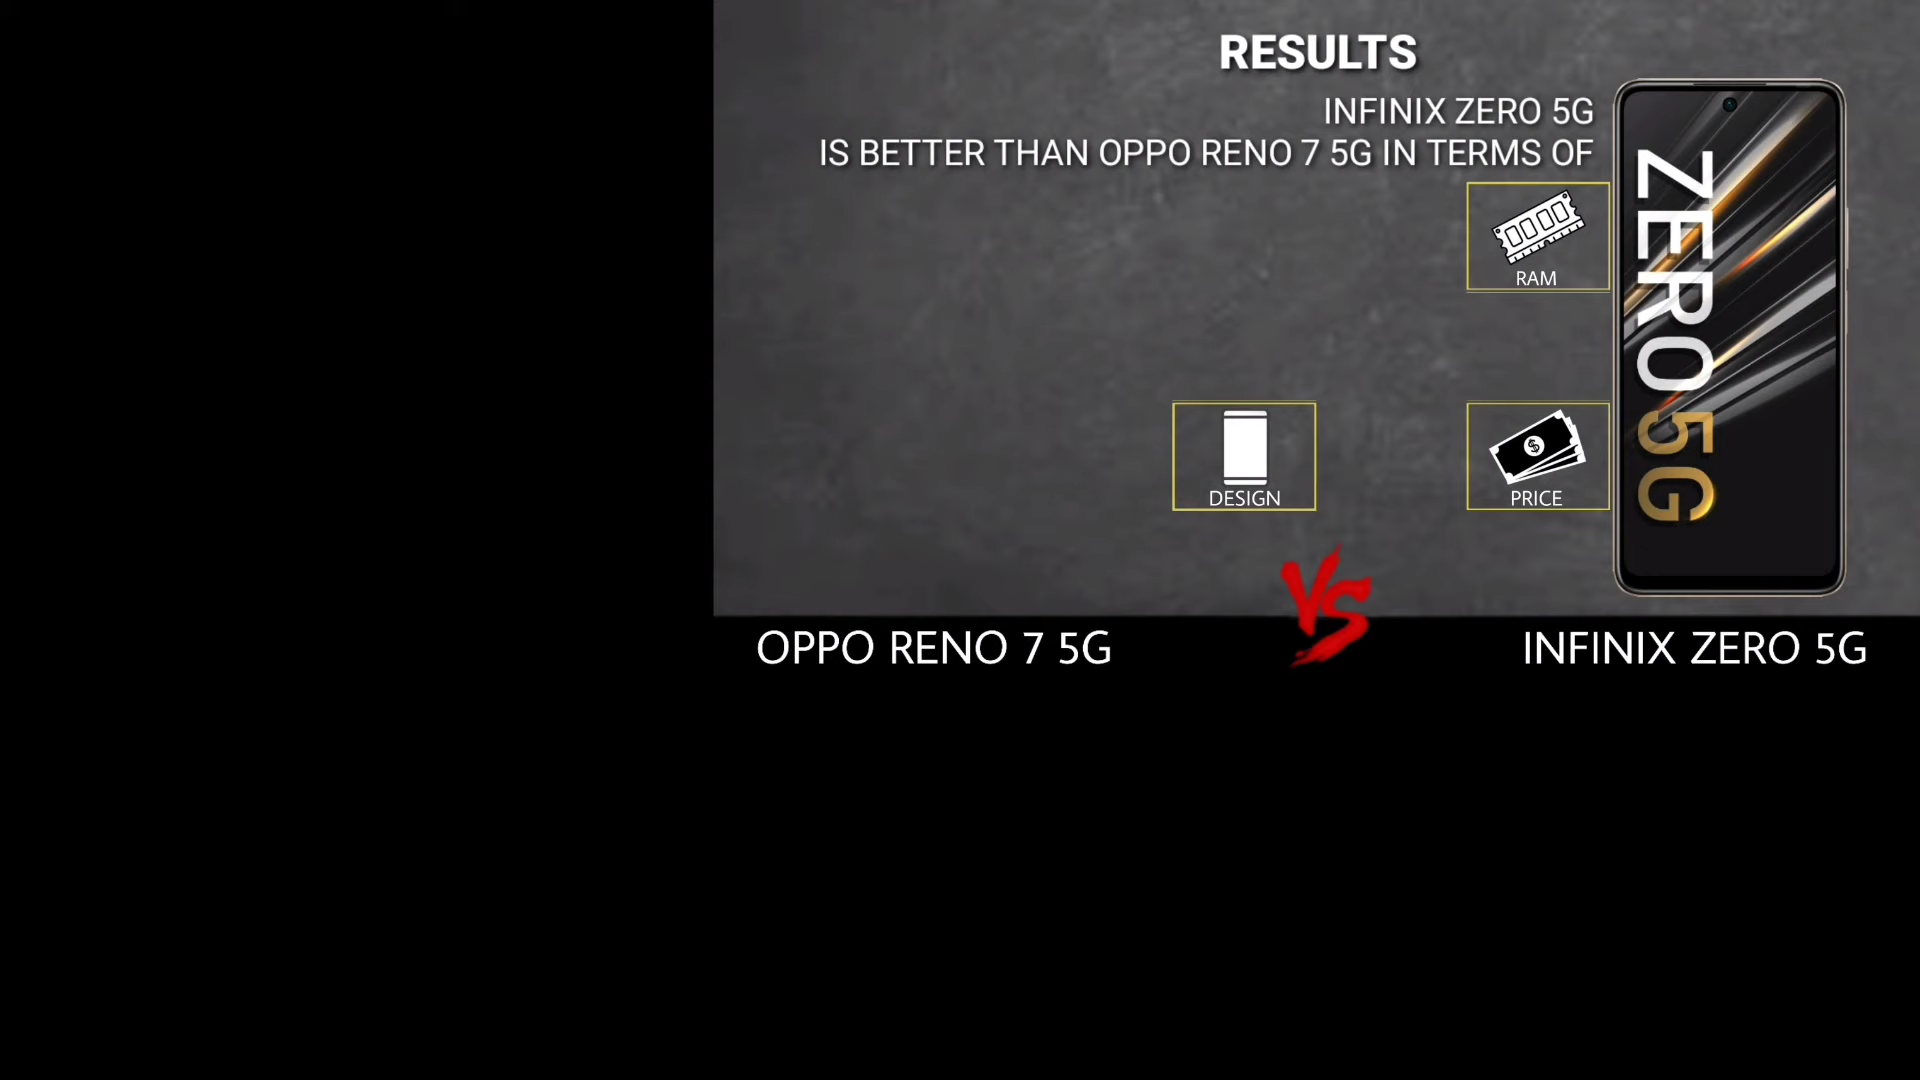 RESULTS
INFINIX ZERO 5G
IS BETTER THAN OPPO RENO 7 5G IN TERMS OF
RAM
DESIGN
PRICE
ZERO 5G
VS
OPPO RENO 7 5G
INFINIX ZERO 5G